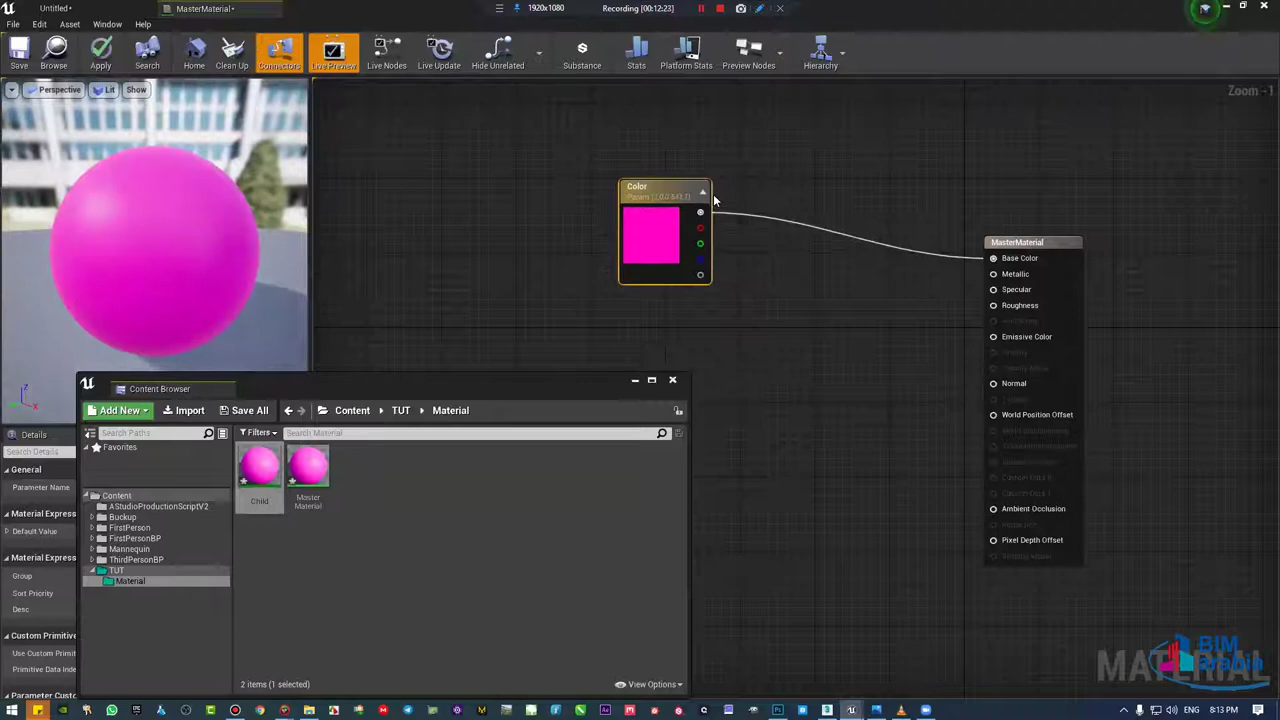 Untitled*
MasterMaterial*
1920x1080
Recording [00:12:23]
File
Edit
Asset
Window
Help
Save
Browse
Apply
Search
Home
Clean Up
Connectors
Live Preview
Live Nodes
Live Update
Hide Unrelated
Substance
Stats
Platform Stats
Preview Nodes
Hierarchy
Perspective
Lit
Show
Zoom -1
Color
MasterMaterial
Base Color
Metallic
Specular
Roughness
Emissive Color
Normal
World Position Offset
Ambient Occlusion
Pixel Depth Offset
Content Browser
Add New
Import
Save All
Content
TUT
Material
Search Paths
Filters
Search Material
Favorites
Content
AStudioProductionScriptV2
Buckup
FirstPerson
FirstPersonBP
Mannequin
ThirdPersonBP
TUT
Material
Child
Master
Material
2 items (1 selected)
View Options
Details
Search Details
General
Parameter Name
Material Express
Default Value
Material Express
Group
Sort Priority
Desc
Custom Primitive
Use Custom Primit
Primitive Data Inde
Parameter Custo
MATERIAL
BIM
arabia
ENG
8:13 PM